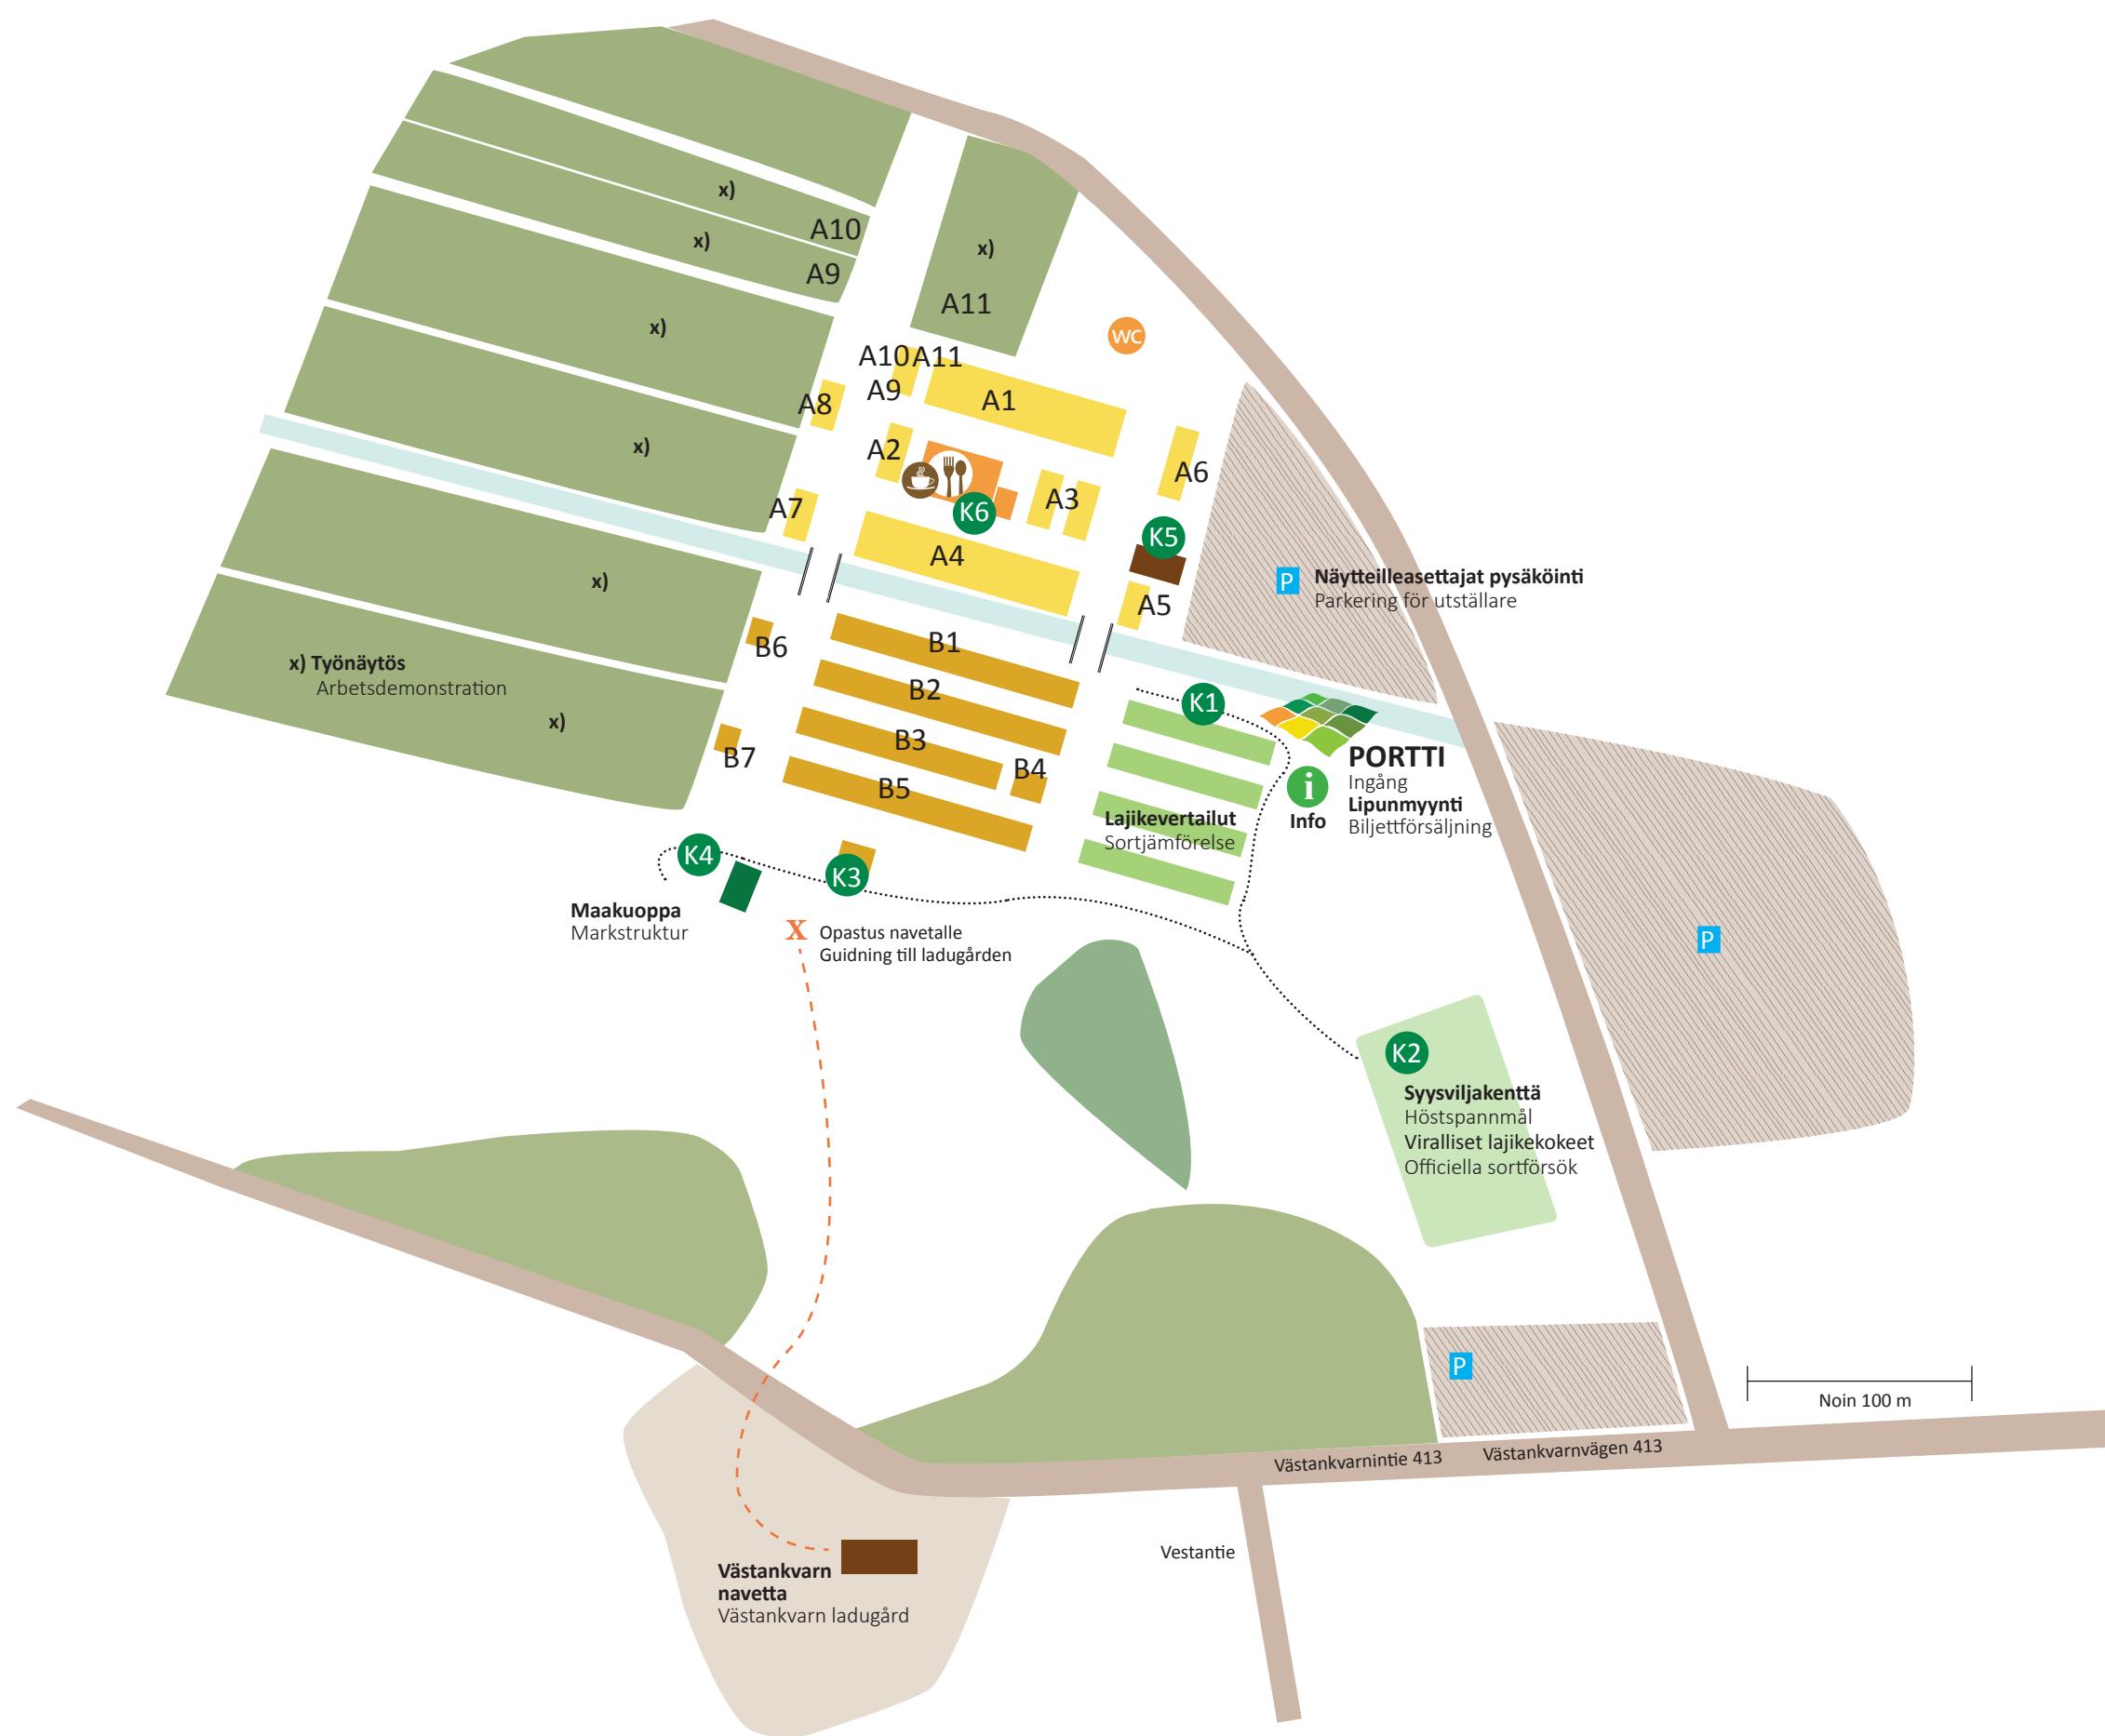 x)
A10
x)
A9
x)
A11
x)
WC
A10
A11
A9
A8
A1
x)
A2
A6
A3
A7
K6
K5
A4
x)
A5
P
Näytteilleasettajat pysäköinti
Parkering för utställare
B6
B1
x) Työnäytös
Arbetsdemonstration
B2
K1
x)
B7
B3
B4
B5
PORTTI
Ingång
Lipunmyynti
Biljettförsäljning
i
Info
Lajikevertailut
Sortjämförelse
K4
K3
Maakuoppa
Markstruktur
X
Opastus navetalle
Guidning till ladugården
P
K2
Syysviljakenttä
Höstspannmål
Viralliset lajikekokeet
Officiella sortförsök
P
Noin 100 m
Västankvarnintie 413
Västankvarnvägen 413
Vestantie
Västankvarn
navetta
Västankvarn ladugård